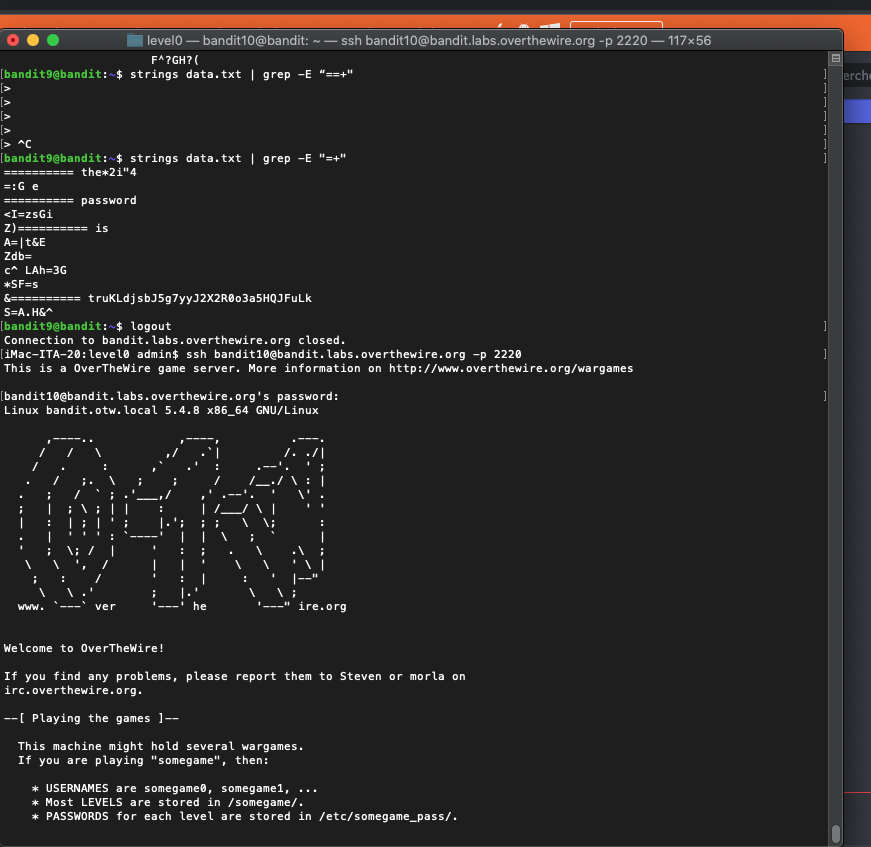 level0 — bandit10@bandit: ~ — ssh bandit10@bandit.labs.overthewire.org -p 2220 — 117×56
F^?GH?(
[bandit9@bandit:~$ strings data.txt | grep -E “==+" ]
[> ]
[> ]
[> ]
[> ]
[> ^C ]
[bandit9@bandit:~$ strings data.txt | grep -E "=+" ]
========== the*2i"4
=:G e
========== password
<I=zsGi
Z)========== is
A=|t&E
Zdb=
c^ LAh=3G
*SF=s
&========== truKLdjsbJ5g7yyJ2X2R0o3a5HQJFuLk
S=A.H&^
[bandit9@bandit:~$ logout ]
Connection to bandit.labs.overthewire.org closed.
[iMac-ITA-20:level0 admin$ ssh bandit10@bandit.labs.overthewire.org -p 2220 ]
This is a OverTheWire game server. More information on http://www.overthewire.org/wargames
[bandit10@bandit.labs.overthewire.org's password: ]
Linux bandit.otw.local 5.4.8 x86_64 GNU/Linux
      ,----..            ,----,          .---.
     /   /   \         ,/   .`|         /. ./|
    /   .     :      ,`   .'  :     .--'.  ' ;
   .   /   ;.  \   ;    ;     /    /__./ \ : |
  .   ;   /  ` ; .'___,/    ,' .--'.  '   \' .
  ;   |  ; \ ; | |    :     | /___/ \ |    ' '
  |   :  | ; | ' ;    |.';  ; ;   \  \;      :
  .   |  ' ' ' : `----'  |  |  \   ;  `      |
  '   ;  \; /  |     '   :  ;   .   \    .\  ;
   \   \  ',  /      |   |  '    \   \   ' \ |
    ;   :    /       '   :  |     :   '  |--"
     \   \ .'        ;   |.'       \   \ ;
  www. `---` ver     '---' he       '---" ire.org
Welcome to OverTheWire!
If you find any problems, please report them to Steven or morla on
irc.overthewire.org.
--[ Playing the games ]--
This machine might hold several wargames.
If you are playing "somegame", then:
* USERNAMES are somegame0, somegame1, ...
* Most LEVELS are stored in /somegame/.
* PASSWORDS for each level are stored in /etc/somegame_pass/.